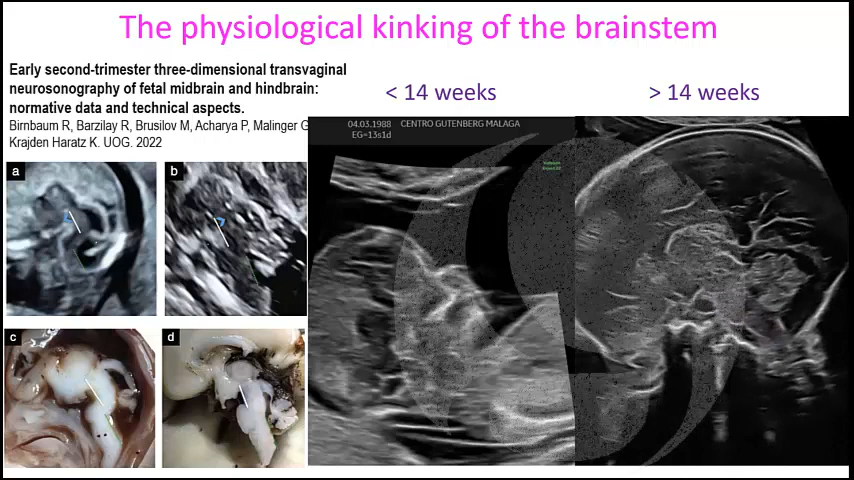 The physiological kinking of the brainstem
Early second-trimester three-dimensional transvaginal
neurosonography of fetal midbrain and hindbrain:
normative data and technical aspects.
Birnbaum R, Barzilay R, Brusilov M, Acharya P, Malinger G
Krajden Haratz K. UOG. 2022
< 14 weeks
> 14 weeks
04.03.1988 CENTRO GUTENBERG MALAGA
EG=13s1d
a
b
c
d